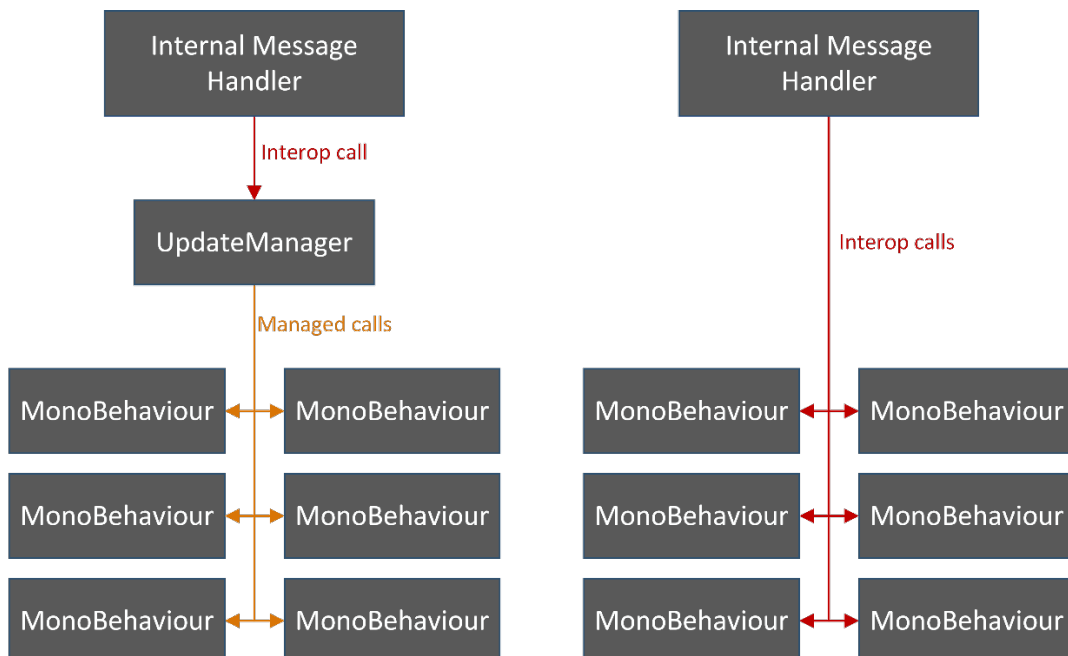 Internal Message
Handler
Interop call
UpdateManager
Managed calls
MonoBehaviour
MonoBehaviour
MonoBehaviour
MonoBehaviour
MonoBehaviour
MonoBehaviour
Internal Message
Handler
Interop calls
MonoBehaviour
MonoBehaviour
MonoBehaviour
MonoBehaviour
MonoBehaviour
MonoBehaviour